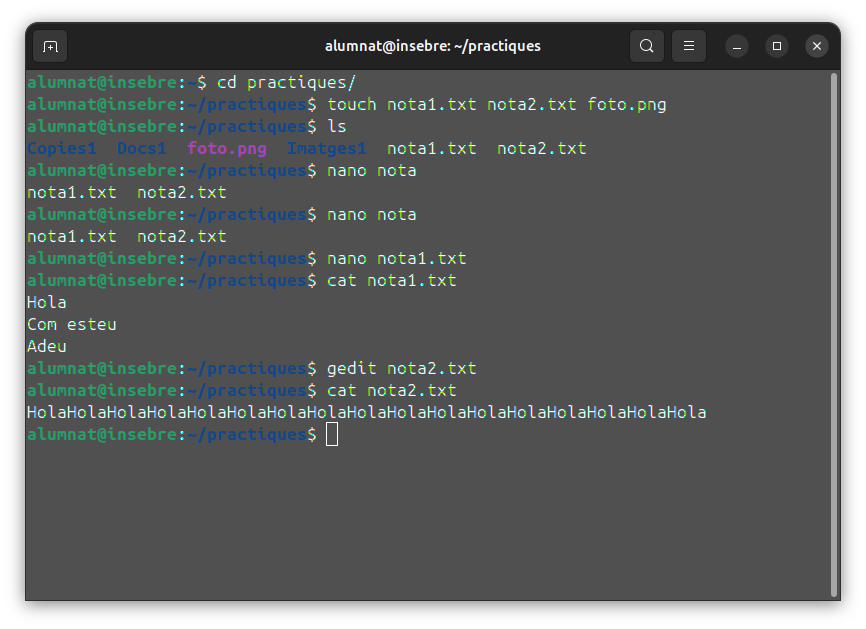 alumnat@insebre: ~/practiques
alumnat@insebre:~$ cd practiques/
alumnat@insebre:~/practiques$ touch nota1.txt nota2.txt foto.png
alumnat@insebre:~/practiques$ ls
Copies1  Docs1  foto.png  Imatges1  nota1.txt  nota2.txt
alumnat@insebre:~/practiques$ nano nota
nota1.txt  nota2.txt
alumnat@insebre:~/practiques$ nano nota
nota1.txt  nota2.txt
alumnat@insebre:~/practiques$ nano nota1.txt
alumnat@insebre:~/practiques$ cat nota1.txt
Hola
Com esteu
Adeu
alumnat@insebre:~/practiques$ gedit nota2.txt
alumnat@insebre:~/practiques$ cat nota2.txt
HolaHolaHolaHolaHolaHolaHolaHolaHolaHolaHolaHolaHolaHolaHolaHolaHola
alumnat@insebre:~/practiques$